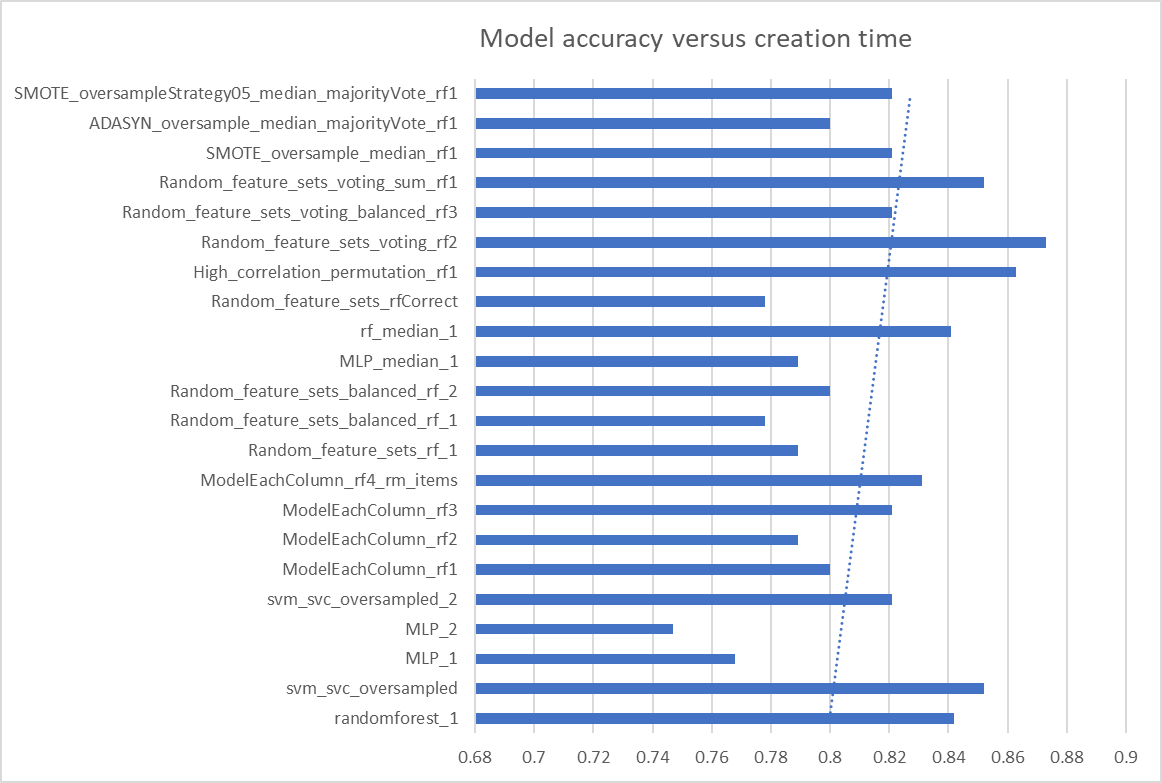 Model accuracy versus creation time
SMOTE_oversampleStrategy05_median_majorityVote_rf1
ADASYN_oversample_median_majorityVote_rf1
SMOTE_oversample_median_rf1
Random_feature_sets_voting_sum_rf1
Random_feature_sets_voting_balanced_rf3
Random_feature_sets_voting_rf2
High_correlation_permutation_rf1
Random_feature_sets_rfCorrect
rf_median_1
MLP_median_1
Random_feature_sets_balanced_rf_2
Random_feature_sets_balanced_rf_1
Random_feature_sets_rf_1
ModelEachColumn_rf4_rm_items
ModelEachColumn_rf3
ModelEachColumn_rf2
ModelEachColumn_rf1
svm_svc_oversampled_2
MLP_2
MLP_1
svm_svc_oversampled
randomforest_1
0.68 0.7 0.72 0.74 0.76 0.78 0.8 0.82 0.84 0.86 0.88 0.9